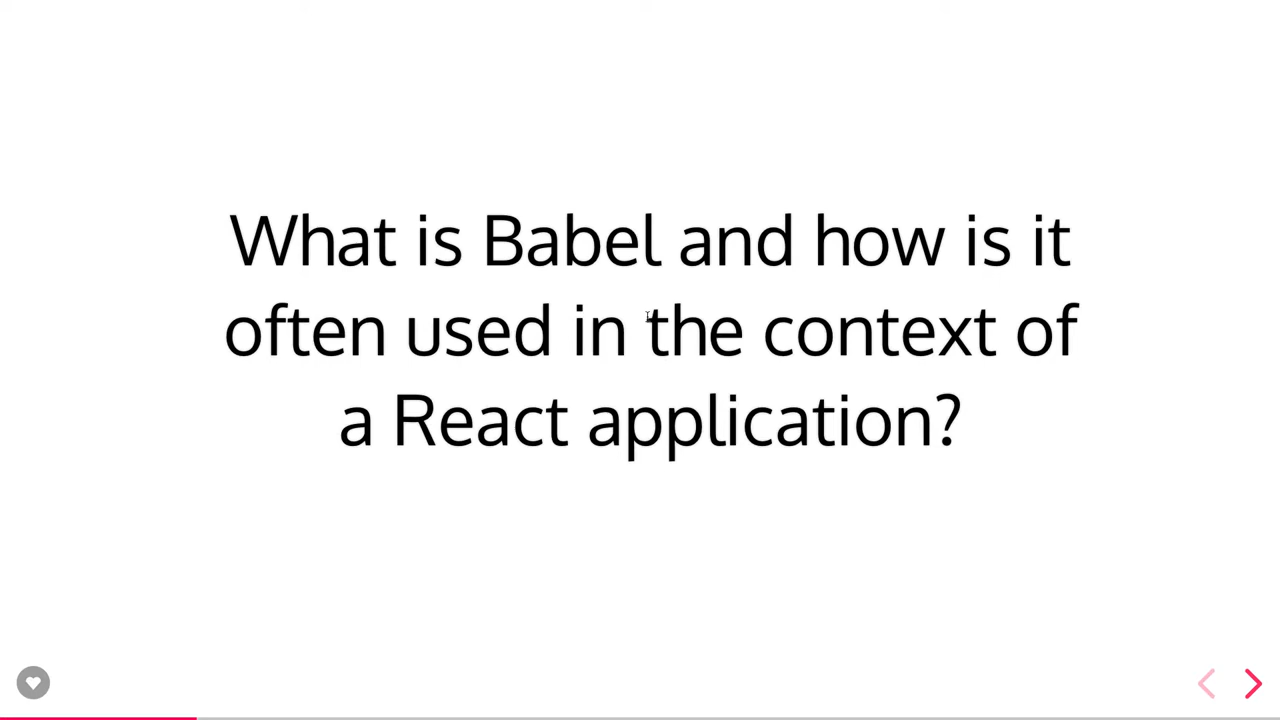 What is Babel and how is it
often used in the context of
a React application?